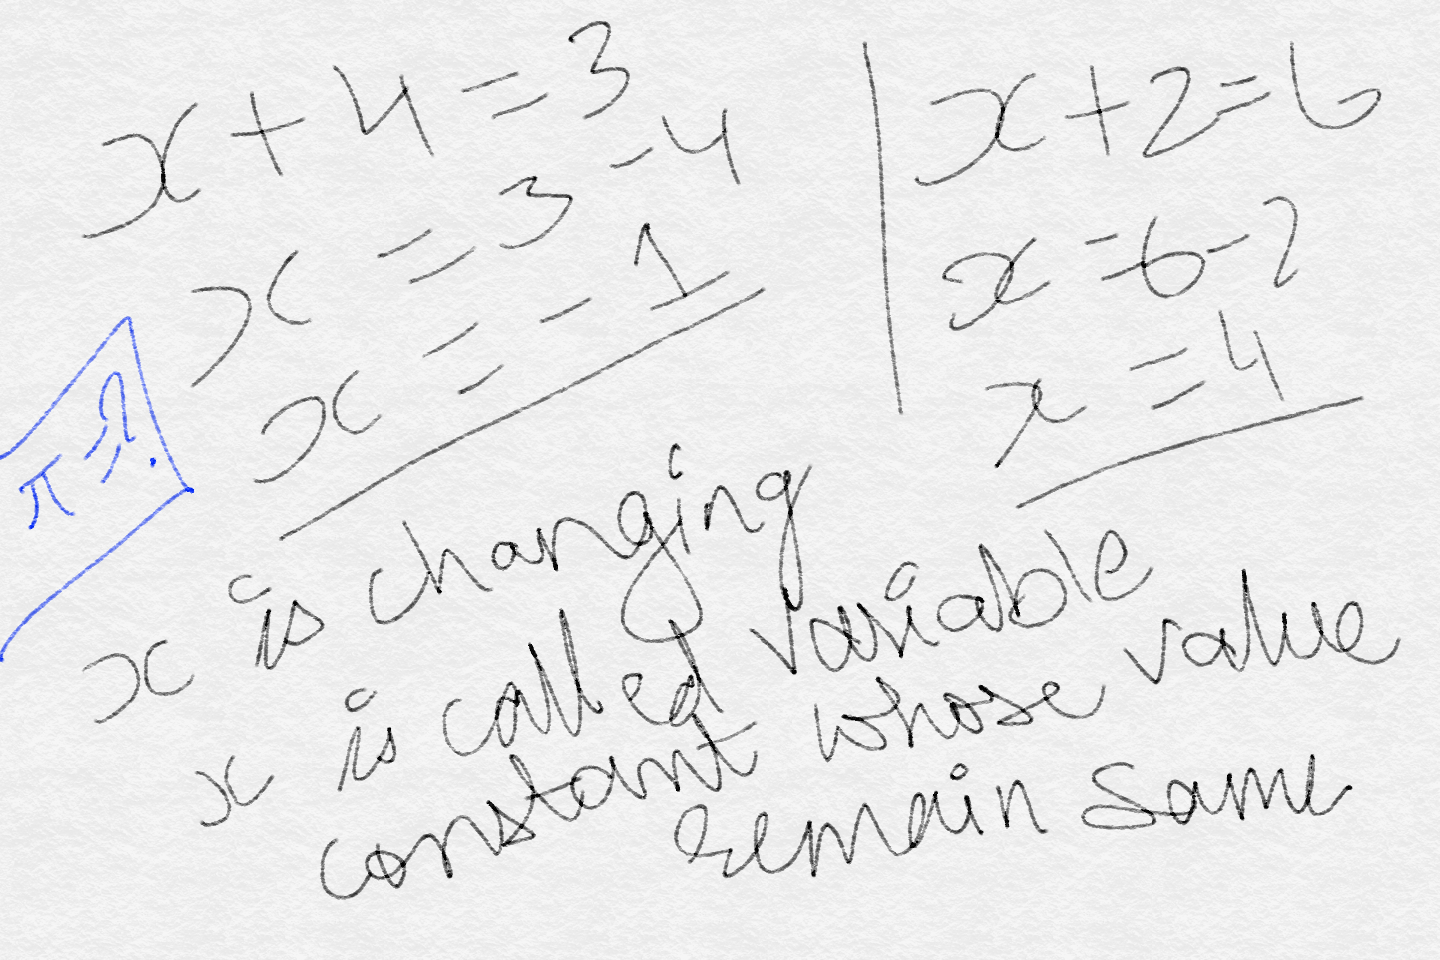 x + 4 = 3
x = 3 - 4
x = - 1
x + 2 = 6
x = 6 - 2
x = 4
π = ?
x is changing
x is called variable
constant whose value
remain same